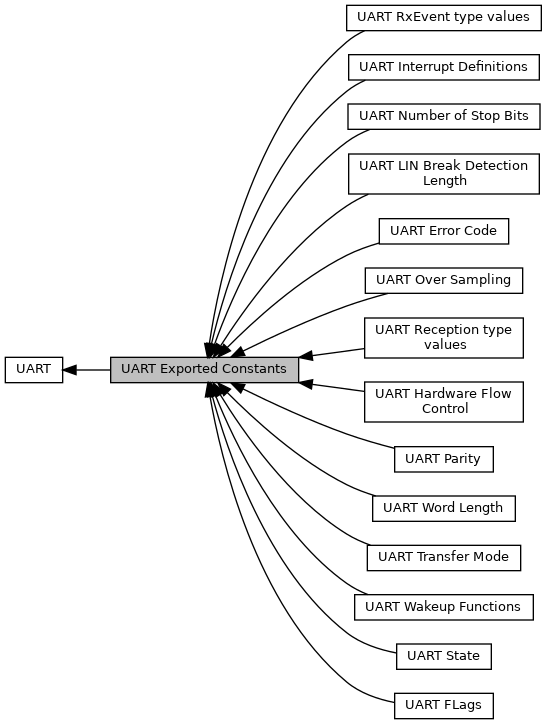 UART RxEvent type values
UART Interrupt Definitions
UART Number of Stop Bits
UART LIN Break Detection
Length
UART Error Code
UART Over Sampling
UART Reception type
values
UART
UART Exported Constants
UART Hardware Flow
Control
UART Parity
UART Word Length
UART Transfer Mode
UART Wakeup Functions
UART State
UART FLags